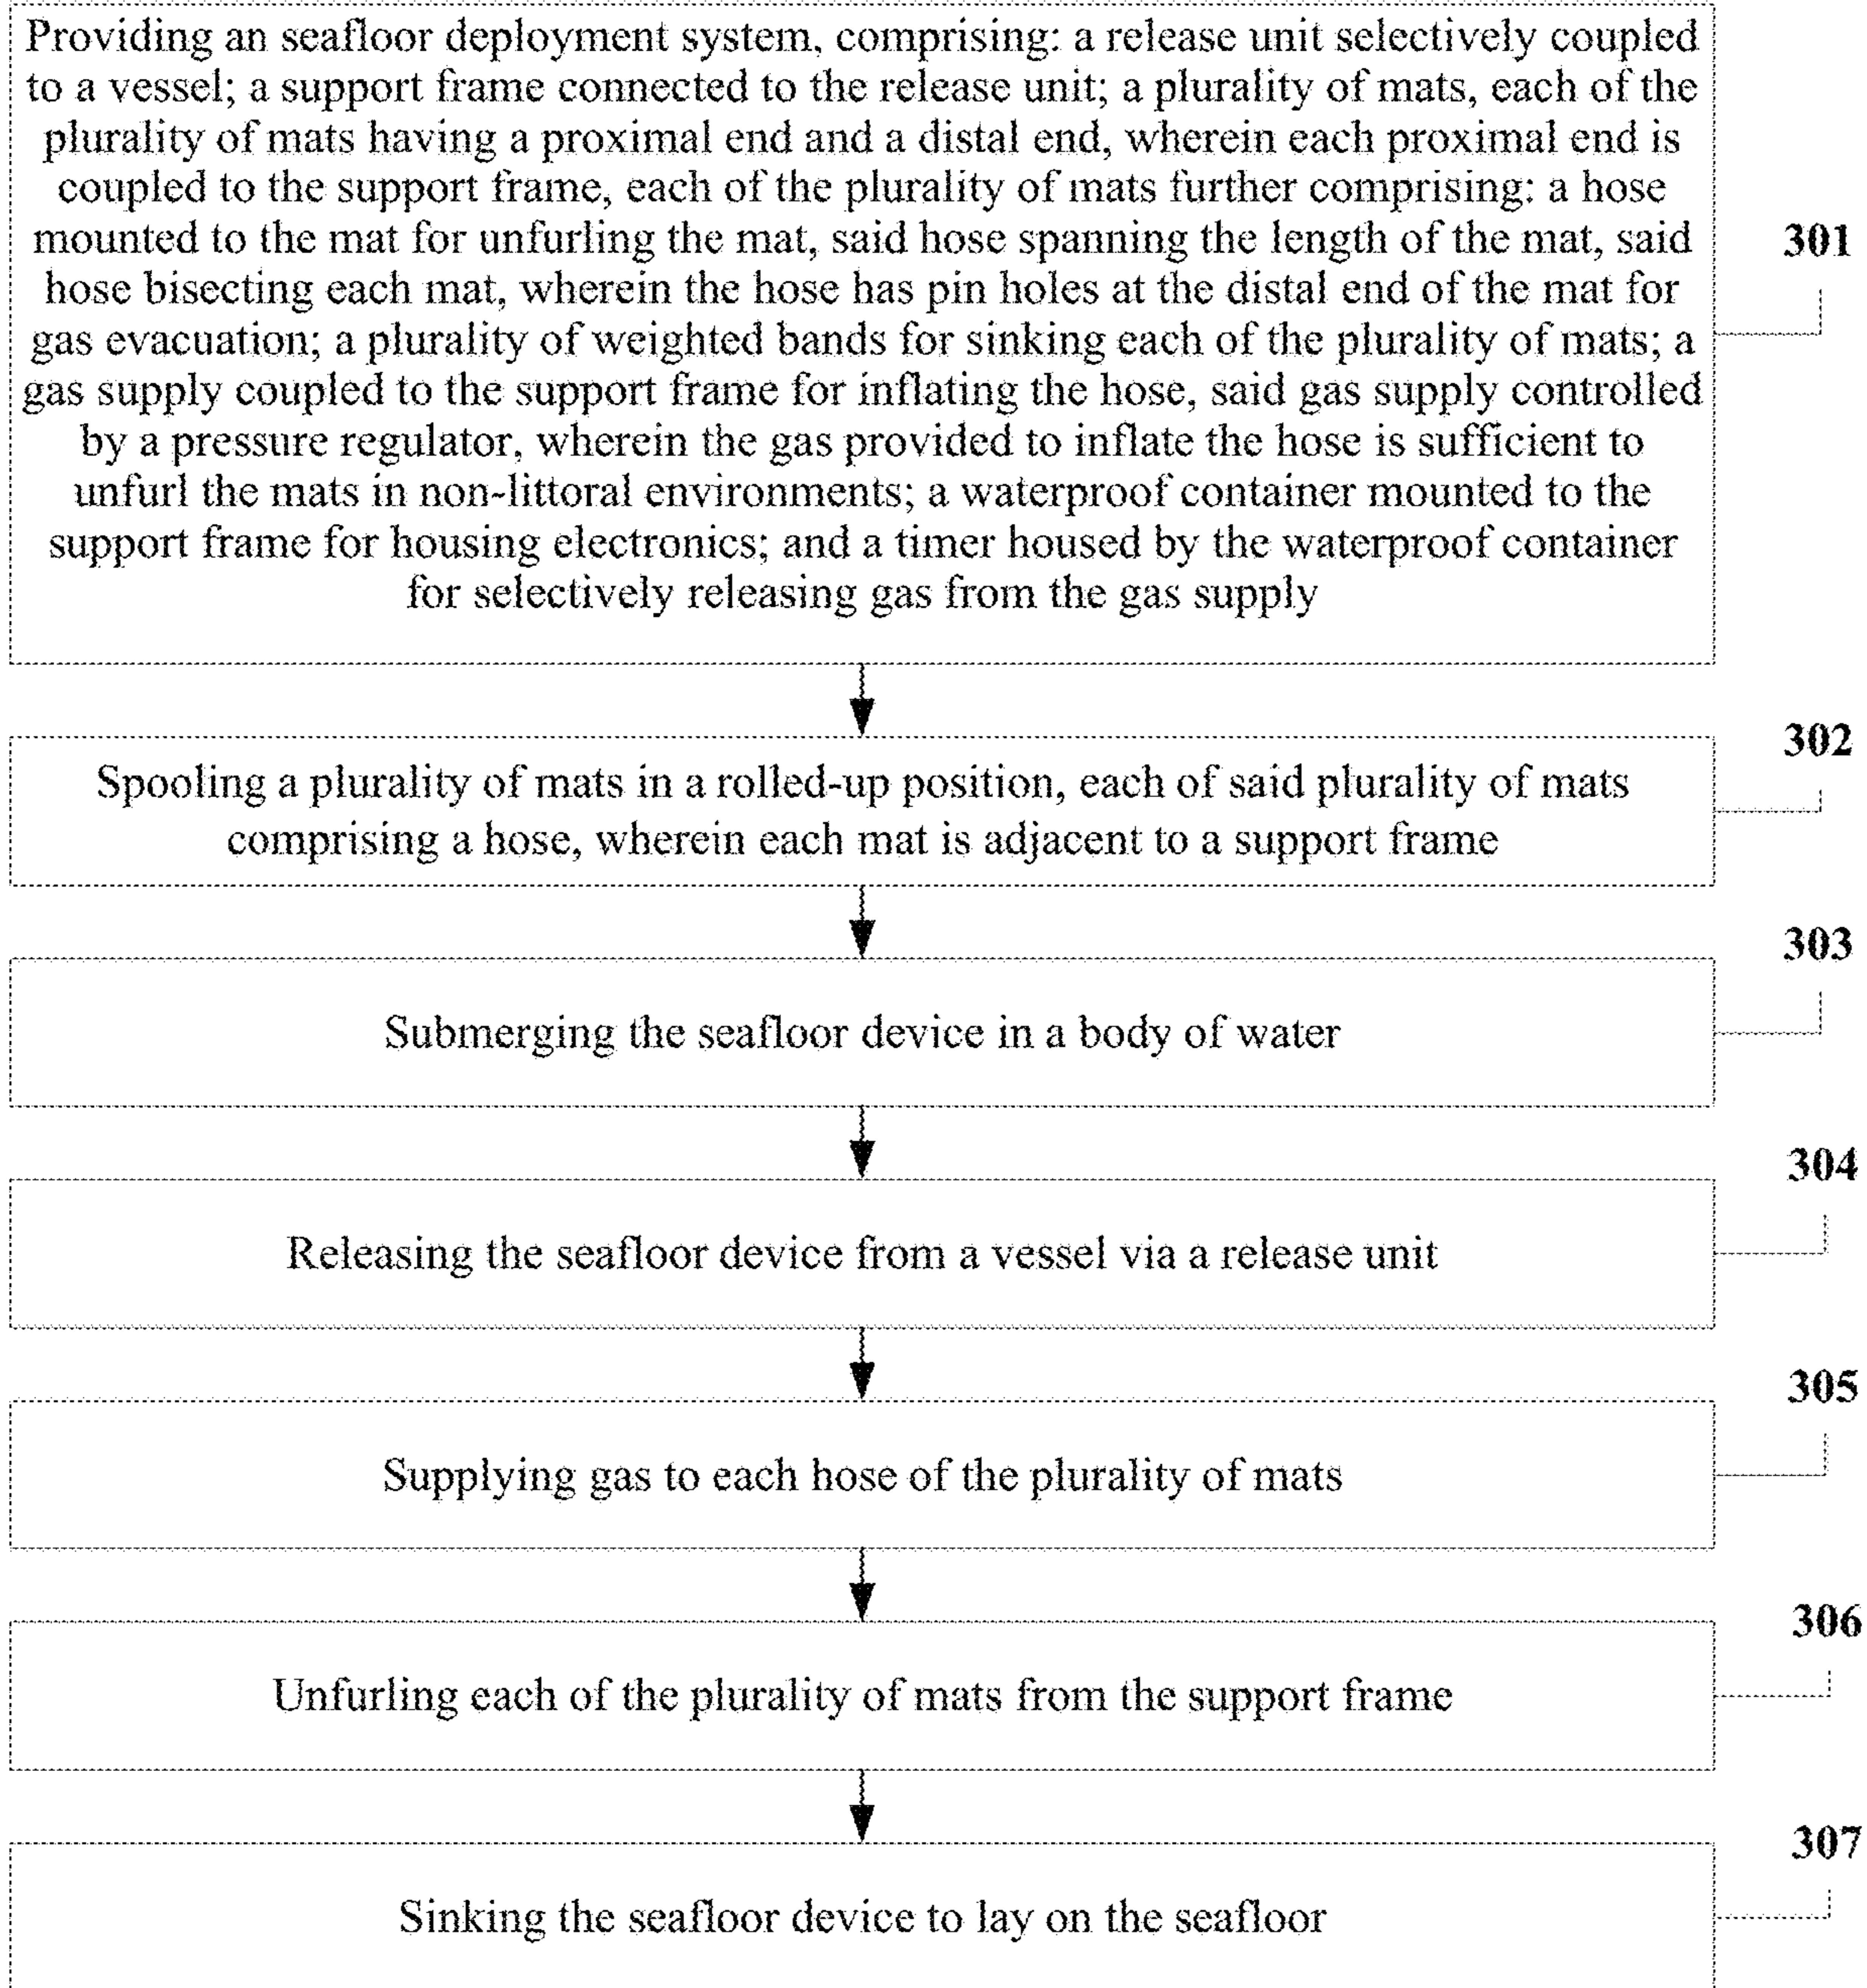 Providing an seafloor deployment system, comprising: a release unit selectively coupled
to a vessel; a support frame connected to the release unit; a plurality of mats, each of the
plurality of mats having a proximal end and a distal end, wherein each proximal end is
coupled to the support frame, each of the plurality of mats further comprising: a hose
mounted to the mat for unfurling the mat, said hose spanning the length of the mat, said
hose bisecting each mat, wherein the hose has pin holes at the distal end of the mat for
gas evacuation; a plurality of weighted bands for sinking each of the plurality of mats; a
gas supply coupled to the support frame for inflating the hose, said gas supply controlled
by a pressure regulator, wherein the gas provided to inflate the hose is sufficient to
unfurl the mats in non-littoral environments; a waterproof container mounted to the
support frame for housing electronics; and a timer housed by the waterproof container
for selectively releasing gas from the gas supply
301
302
Spooling a plurality of mats in a rolled-up position, each of said plurality of mats
comprising a hose, wherein each mat is adjacent to a support frame
303
Submerging the seafloor device in a body of water
304
Releasing the seafloor device from a vessel via a release unit
305
Supplying gas to each hose of the plurality of mats
306
Unfurling each of the plurality of mats from the support frame
307
Sinking the seafloor device to lay on the seafloor